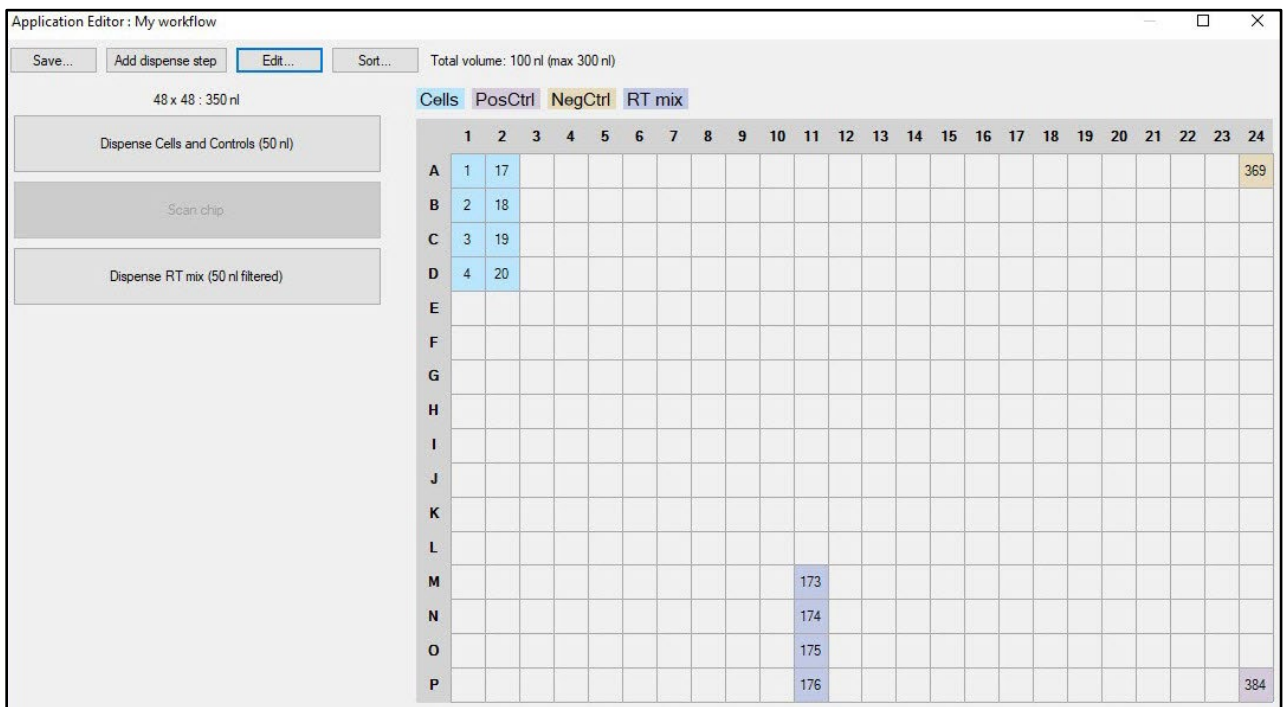 Application Editor : My workflow
Save... Add dispense step Edit... Sort... Total volume: 100 nl (max 300 nl)
48 x 48 : 350 nl
Dispense Cells and Controls (50 nl)
Scan chip
Dispense RT mix (50 nl filtered)
Cells PosCtrl NegCtrl RT mix
1 2 3 4 5 6 7 8 9 10 11 12 13 14 15 16 17 18 19 20 21 22 23 24
A 1 17 369
B 2 18
C 3 19
D 4 20
E
F
G
H
I
J
K
L
M 173
N 174
O 175
P 176 384